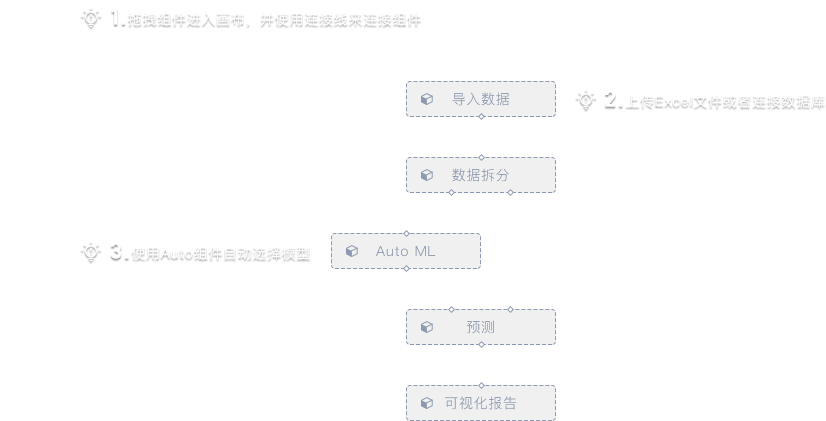 1.拖拽组件进入画布，并使用连接线来连接组件
导入数据
2.上传Excel文件或者连接数据库
数据拆分
3.使用Auto组件自动选择模型
Auto ML
预测
可视化报告